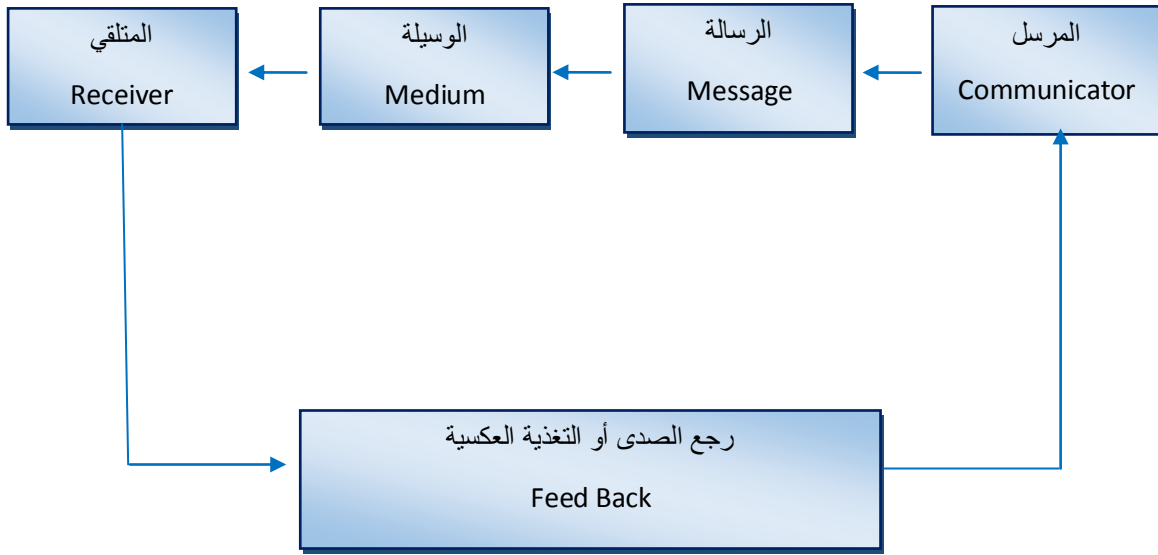 المرسل
Communicator
الرسالة
Message
الوسيلة
Medium
المتلقي
Receiver
رجع الصدى أو التغذية العكسية
Feed Back